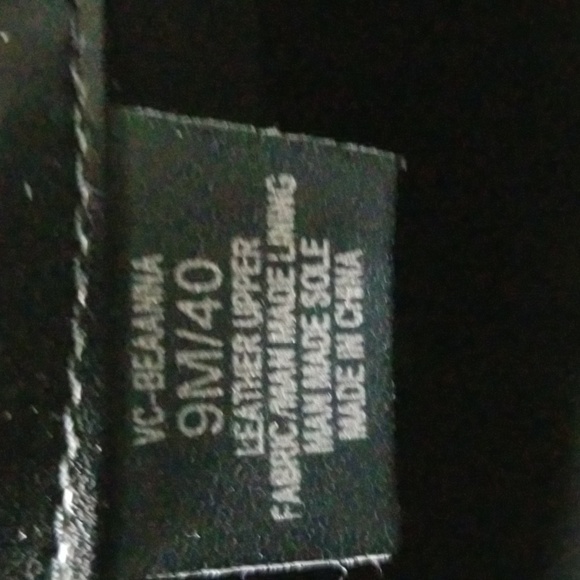 VC-BEAANNA
9M/40
LEATHER UPPER
FABRIC/MAN MADE LINING
MAN MADE SOLE
MADE IN CHINA